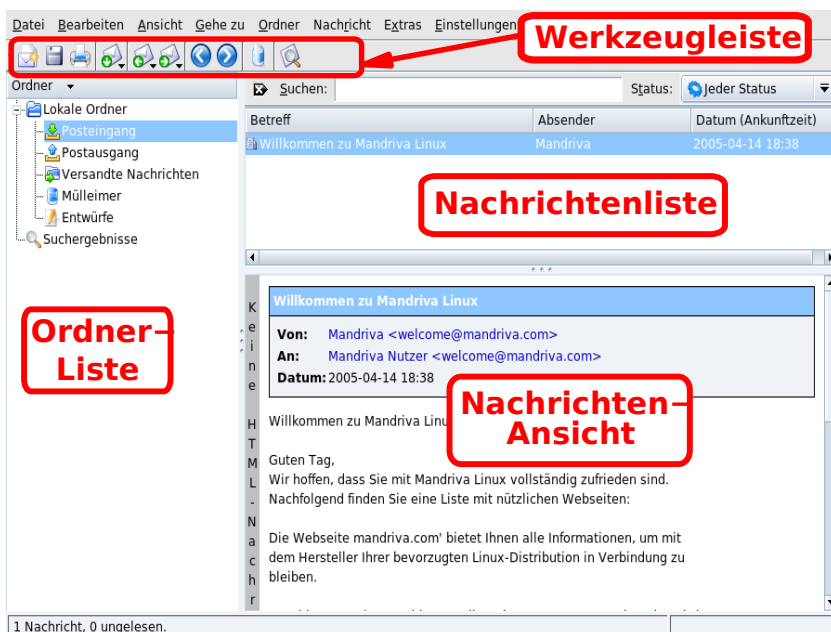 Datei Bearbeiten Ansicht Gehe zu Ordner Nachricht Extras Einstellungen
Werkzeugleiste
Ordner
Suchen:
Status: Jeder Status
Lokale Ordner
Posteingang
Postausgang
Versandte Nachrichten
Mülleimer
Entwürfe
Suchergebnisse
Betreff Absender Datum (Ankunftzeit)
Willkommen zu Mandriva Linux Mandriva 2005-04-14 18:38
Nachrichtenliste
Ordner-
Liste
Keine HTML-Nachr
Willkommen zu Mandriva Linux
Von: Mandriva <welcome@mandriva.com>
An: Mandriva Nutzer <welcome@mandriva.com>
Datum: 2005-04-14 18:38
Nachrichten-
Ansicht
Willkommen zu Mandriva
Guten Tag,
Wir hoffen, dass Sie mit Mandriva Linux vollständig zufrieden sind.
Nachfolgend finden Sie eine Liste mit nützlichen Webseiten:
Die Webseite mandriva.com' bietet Ihnen alle Informationen, um mit
dem Hersteller Ihrer bevorzugten Linux-Distribution in Verbindung zu
bleiben.
1 Nachricht, 0 ungelesen.